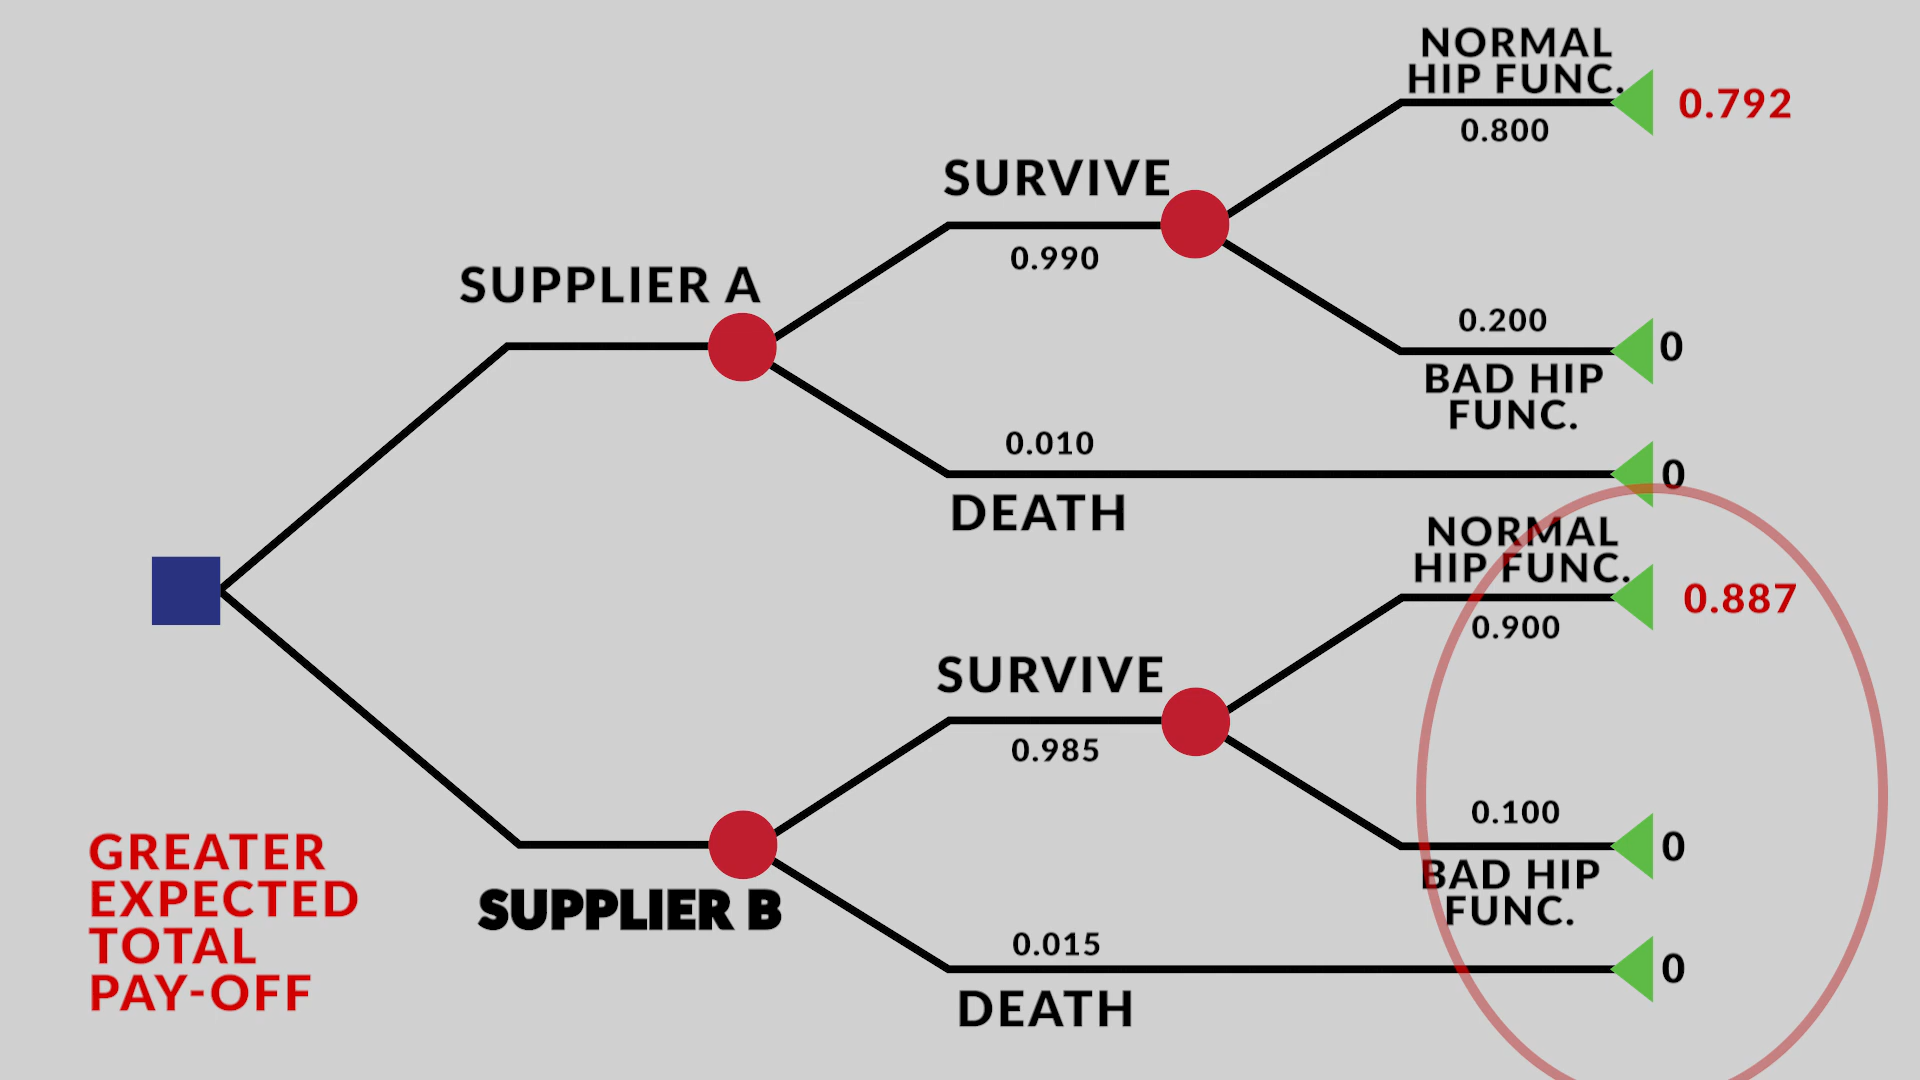 NORMAL
HIP FUNC.
0.792
0.800
SURVIVE
0.990
SUPPLIER A
0.200
0
BAD HIP
FUNC.
0.010
0
DEATH
NORMAL
HIP FUNC.
0.887
0.900
SURVIVE
0.985
0.100
0
BAD HIP
FUNC.
SUPPLIER B
0.015
0
DEATH
GREATER
EXPECTED
TOTAL
PAY-OFF